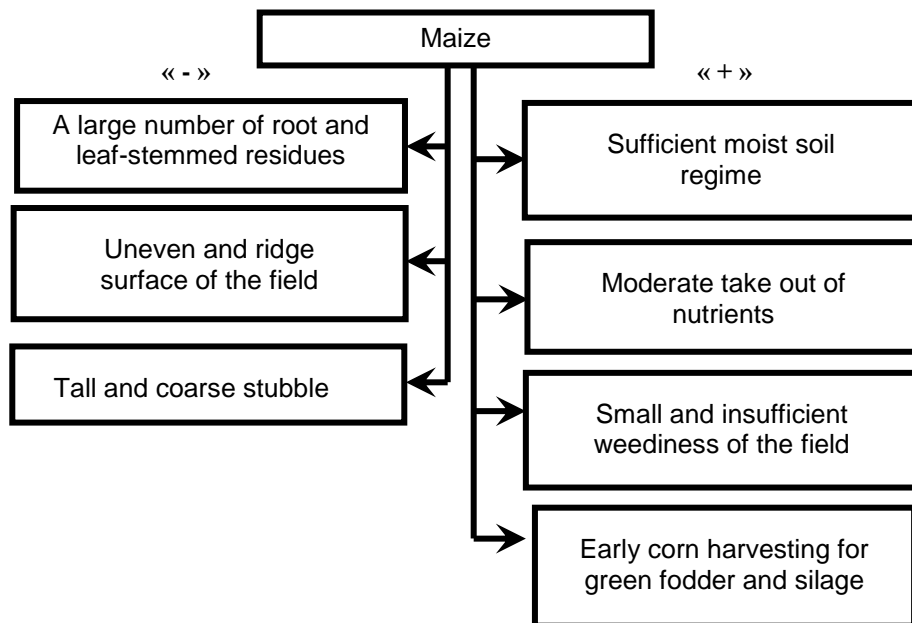 Maize
« - »
« + »
A large number of root and
leaf-stemmed residues
Uneven and ridge
surface of the field
Tall and coarse stubble
Sufficient moist soil
regime
Moderate take out of
nutrients
Small and insufficient
weediness of the field
Early corn harvesting for
green fodder and silage